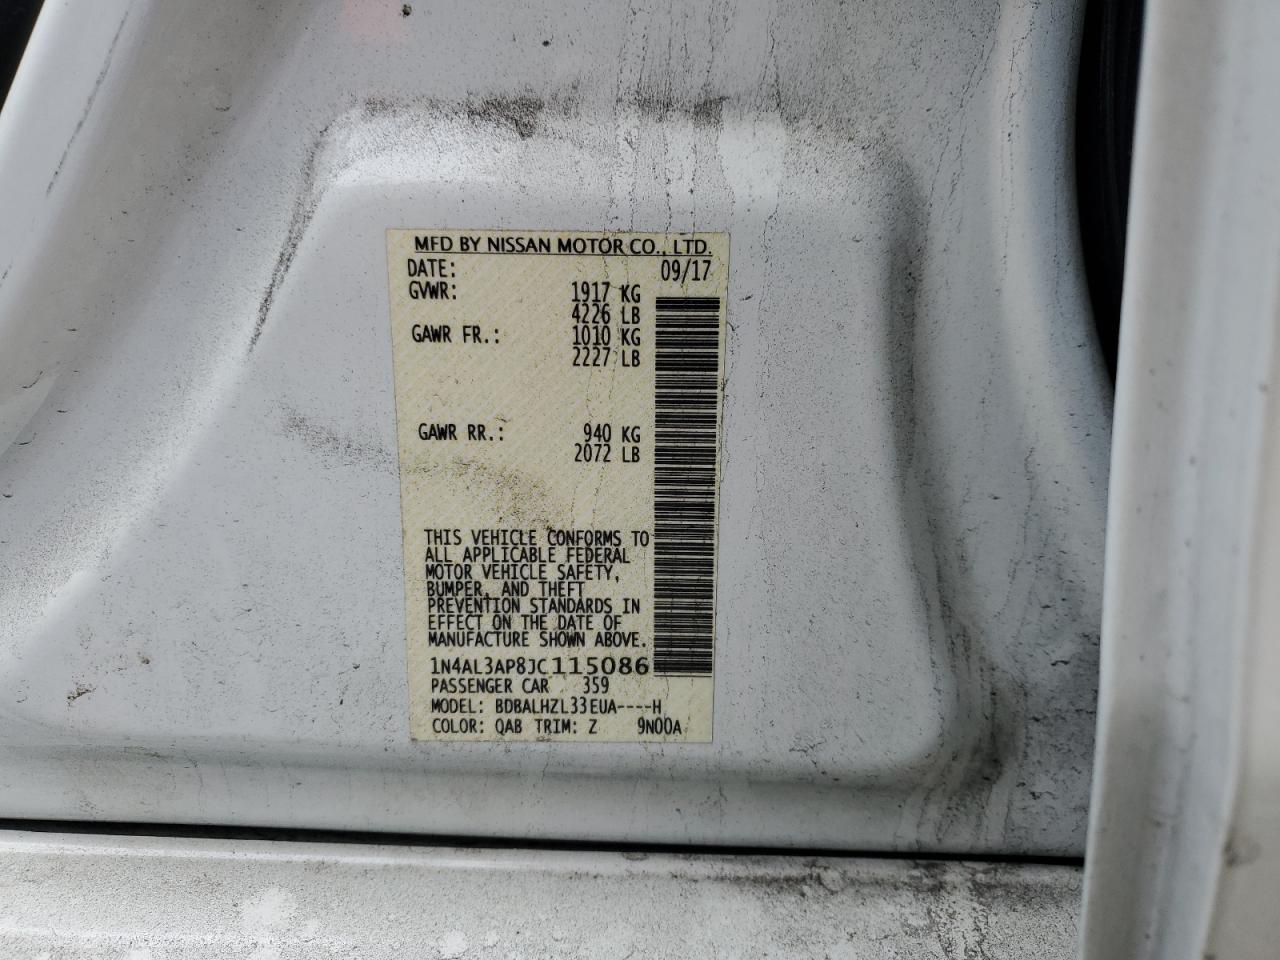 MFD BY NISSAN MOTOR CO., LTD.
DATE: 09/17
GVWR: 1917 KG
4226 LB
GAWR FR.: 1010 KG
2227 LB
GAWR RR.: 940 KG
2072 LB
THIS VEHICLE CONFORMS TO
ALL APPLICABLE FEDERAL
MOTOR VEHICLE SAFETY,
BUMPER, AND THEFT
PREVENTION STANDARDS IN
EFFECT ON THE DATE OF
MANUFACTURE SHOWN ABOVE.
1N4AL3AP8JC115086
PASSENGER CAR 359
MODEL: BDBALHZL33EUA----H
COLOR: QAB TRIM: Z 9N00A